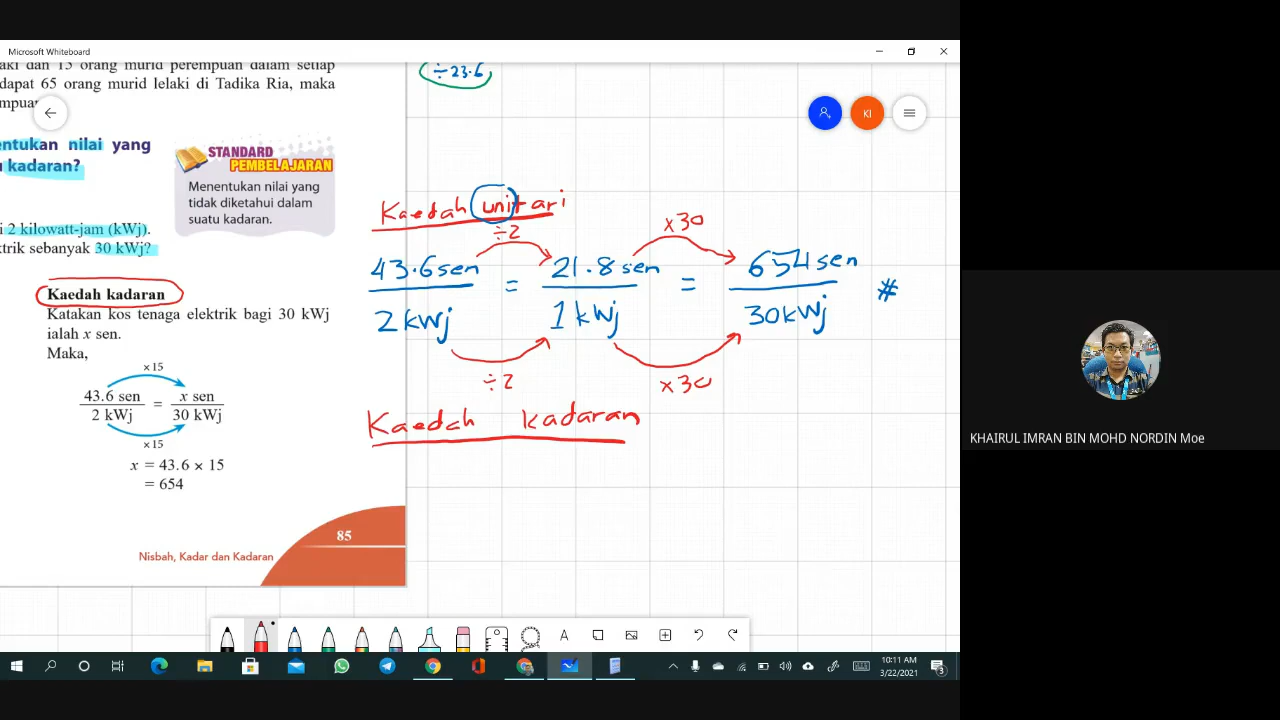 Microsoft Whiteboard
aki dan 15 orang murid perempuan dalam setiap
dapat 65 orang murid lelaki di Tadika Ria, maka
mpuan
÷23.6
KI
entukan nilai yang
kadaran?
STANDARD
PEMBELAJARAN
Menentukan nilai yang
tidak diketahui dalam
suatu kadaran.
i 2 kilowatt-jam (kWj).
ktrik sebanyak 30 kWj?
Kaedah kadaran
Katakan kos tenaga elektrik bagi 30 kWj
ialah x sen.
Maka,
×15
43.6 sen = x sen
2 kWj 30 kWj
×15
x = 43.6 × 15
= 654
85
Nisbah, Kadar dan Kadaran
Kaedah unitari
÷2 ×30
43.6 sen = 21.8 sen = 654 sen #
2 kWj 1 kWj 30 kWj
÷2 ×30
Kaedah kadaran
KHAIRUL IMRAN BIN MOHD NORDIN Moe
A
10:11 AM
3/22/2021
3